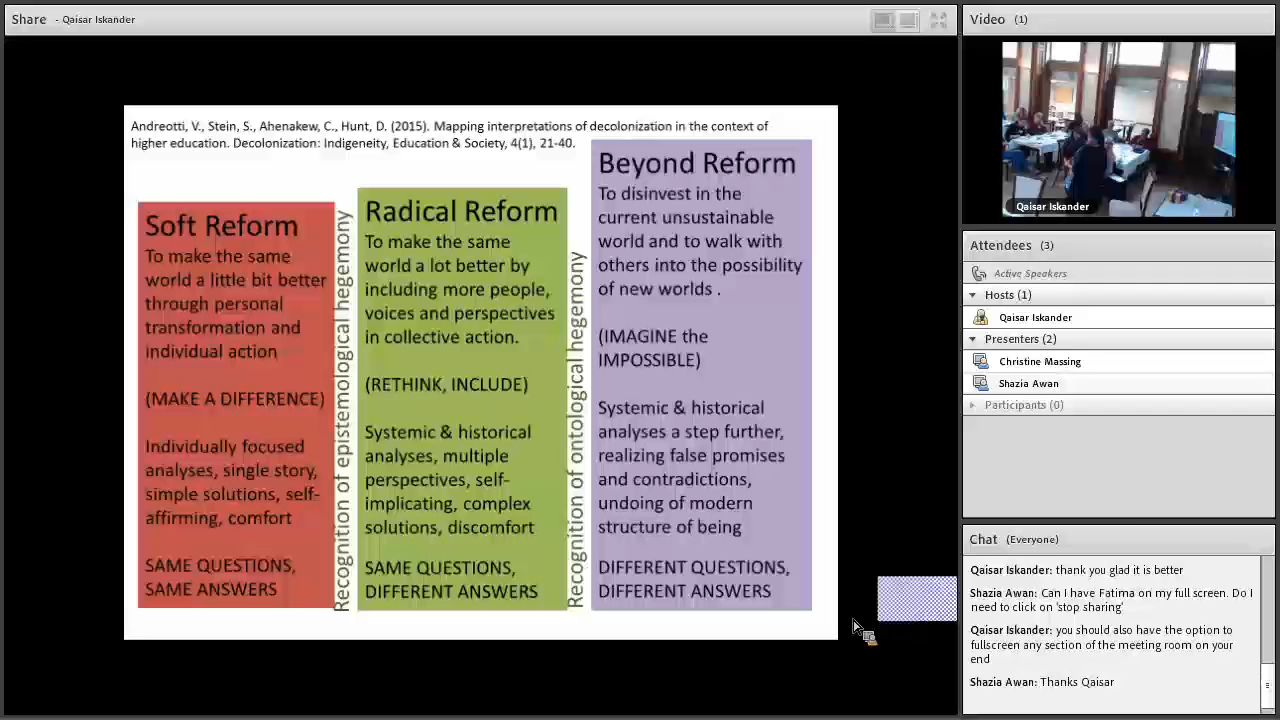 Share - Qaisar Iskander
Andreotti, V., Stein, S., Ahenakew, C., Hunt, D. (2015). Mapping interpretations of decolonization in the context of
higher education. Decolonization: Indigeneity, Education & Society, 4(1), 21-40.
Soft Reform
To make the same
world a little bit better
through personal
transformation and
individual action
(MAKE A DIFFERENCE)
Individually focused
analyses, single story,
simple solutions, self-
affirming, comfort
SAME QUESTIONS,
SAME ANSWERS
Recognition of epistemological hegemony
Radical Reform
To make the same
world a lot better by
including more people,
voices and perspectives
in collective action.
(RETHINK, INCLUDE)
Systemic & historical
analyses, multiple
perspectives, self-
implicating, complex
solutions, discomfort
SAME QUESTIONS,
DIFFERENT ANSWERS
Recognition of ontological hegemony
Beyond Reform
To disinvest in the
current unsustainable
world and to walk with
others into the possibility
of new worlds .
(IMAGINE the
IMPOSSIBLE)
Systemic & historical
analyses a step further,
realizing false promises
and contradictions,
undoing of modern
structure of being
DIFFERENT QUESTIONS,
DIFFERENT ANSWERS
Video (1)
Qaisar Iskander
Attendees (3)
Active Speakers
Hosts (1)
Qaisar Iskander
Presenters (2)
Christine Massing
Shazia Awan
Participants (0)
Chat (Everyone)
Qaisar Iskander: thank you glad it is better
Shazia Awan: Can I have Fatima on my full screen. Do I
need to click on 'stop sharing'
Qaisar Iskander: you should also have the option to
fullscreen any section of the meeting room on your
end
Shazia Awan: Thanks Qaisar